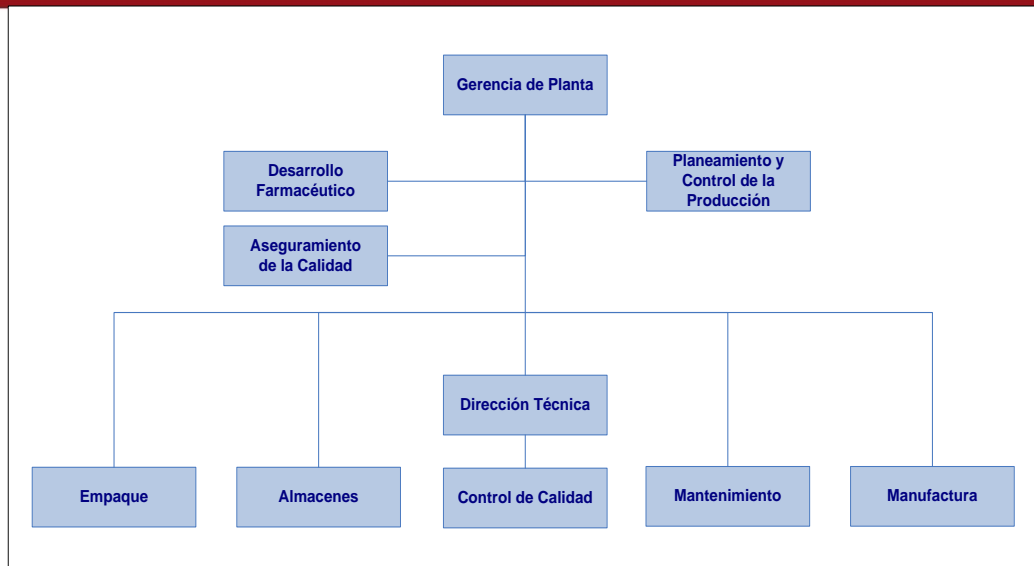 Gerencia de Planta
Desarrollo
Farmacéutico
Planeamiento y
Control de la
Producción
Aseguramiento
de la Calidad
Dirección Técnica
Empaque
Almacenes
Control de Calidad
Mantenimiento
Manufactura